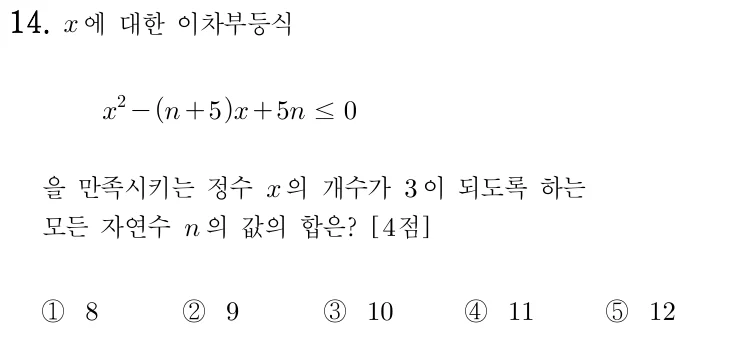 14. x에 대한 이차부등식
x² − (n+5)x + 5n ≤ 0
을 만족시키는 정수 x의 개수가 3이 되도록 하는
모든 자연수 n의 값의 합은? [4점]
① 8 ② 9 ③ 10 ④ 11 ⑤ 12